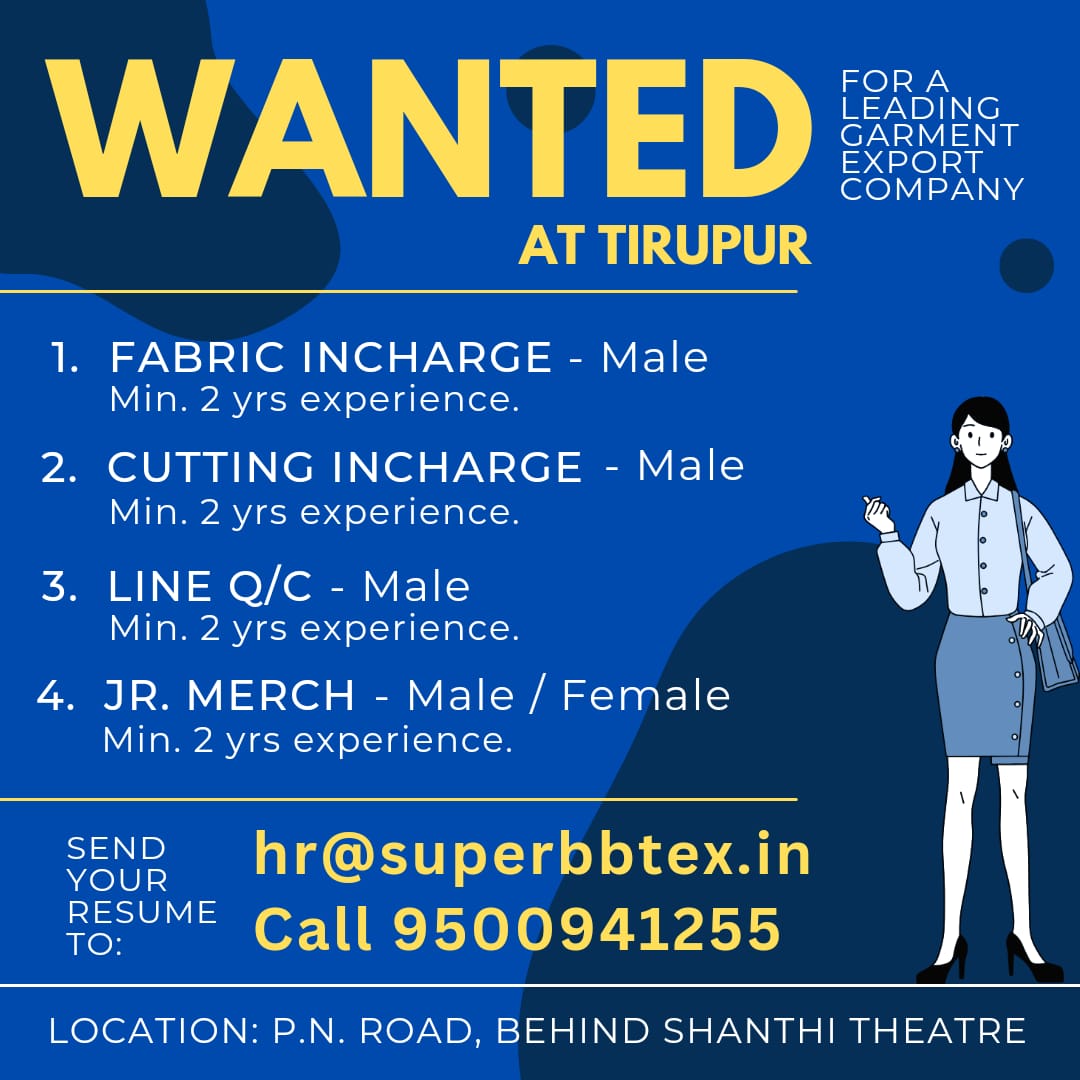 WANTED
FOR A
LEADING
GARMENT
EXPORT
COMPANY
AT TIRUPUR
1. FABRIC INCHARGE - Male
Min. 2 yrs experience.
2. CUTTING INCHARGE - Male
Min. 2 yrs experience.
3. LINE Q/C - Male
Min. 2 yrs experience.
4. JR. MERCH - Male / Female
Min. 2 yrs experience.
SEND
YOUR
RESUME
TO:
hr@superbbtex.in
Call 9500941255
LOCATION: P.N. ROAD, BEHIND SHANTHI THEATRE